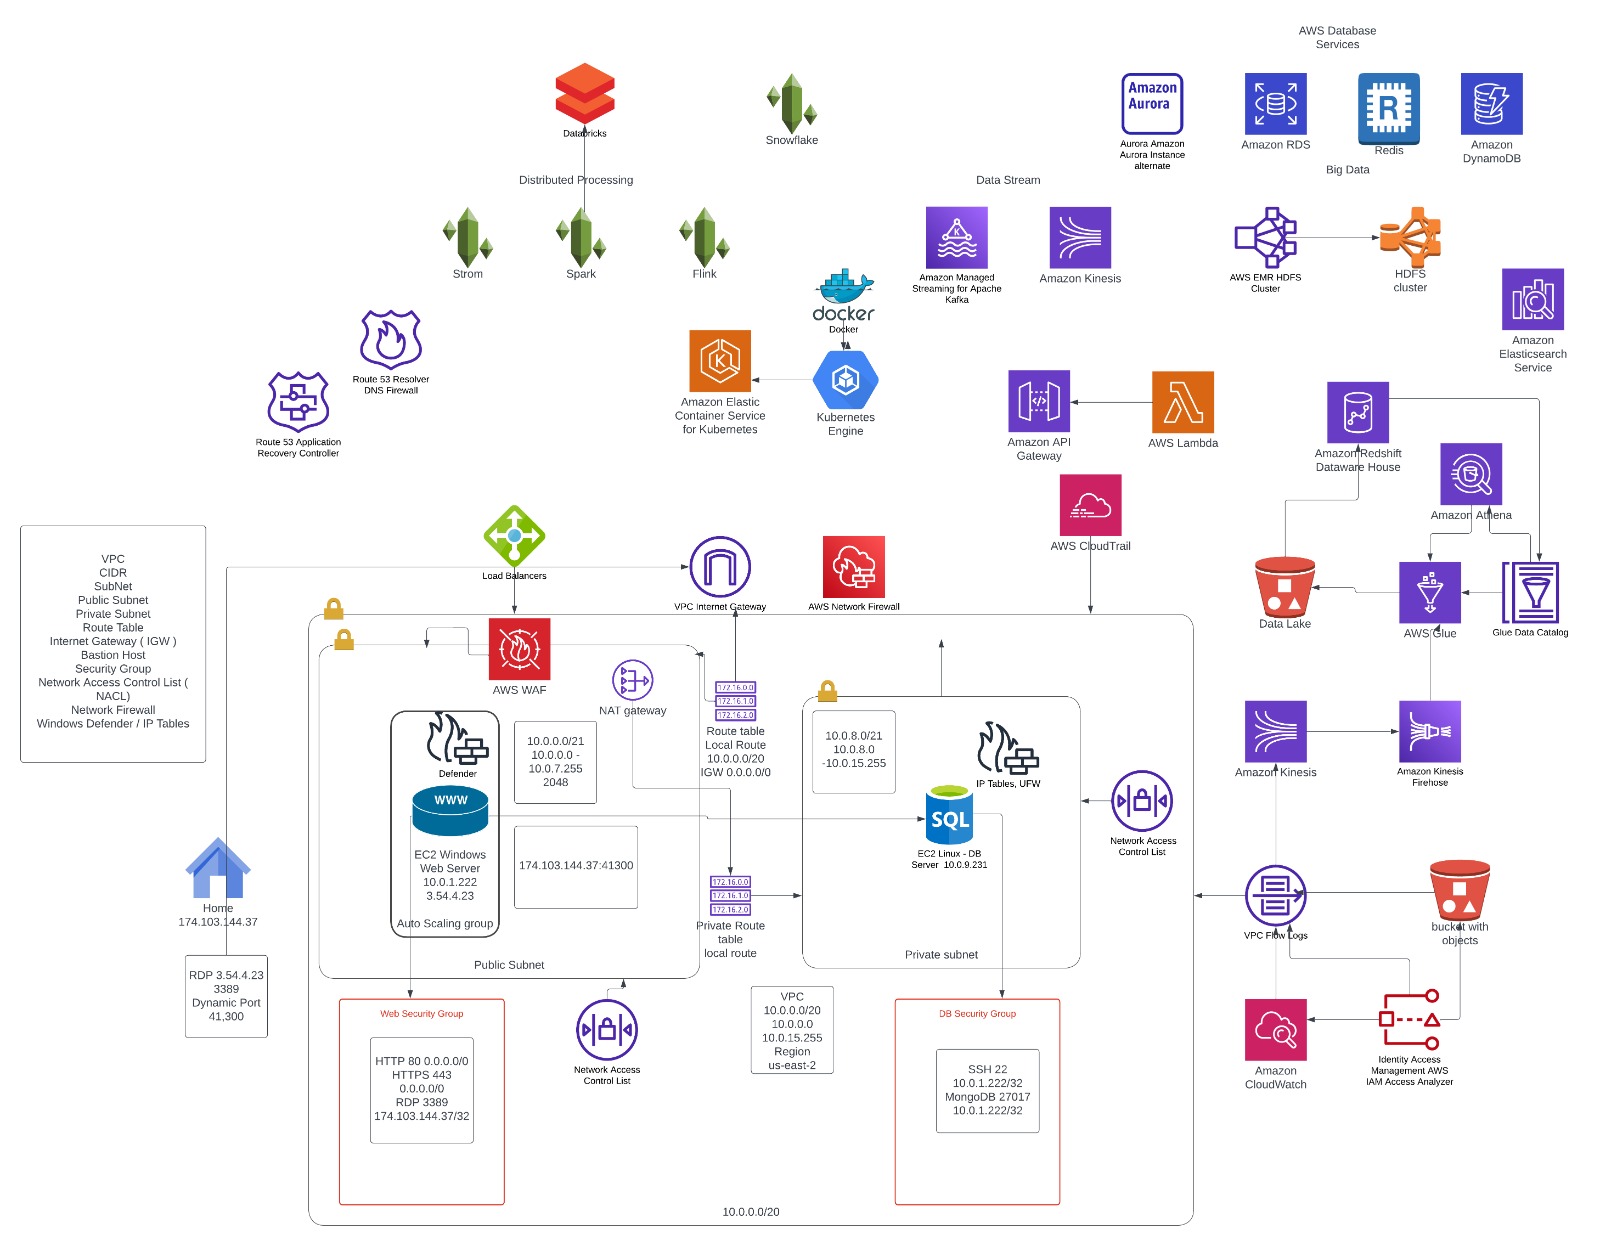 AWS Database
Services
Databricks
Snowflake
Amazon
Aurora
Aurora Amazon
Aurora Instance
alternate
Amazon RDS
R
Redis
Amazon
DynamoDB
Big Data
Distributed Processing
Data Stream
Strom
Spark
Flink
K
Amazon Managed
Streaming for Apache
Kafka
Amazon Kinesis
AWS EMR HDFS
Cluster
HDFS
cluster
docker
Docker
Amazon
Elasticsearch
Service
Route 53 Resolver
DNS Firewall
Route 53 Application
Recovery Controller
K
Amazon Elastic
Container Service
for Kubernetes
Kubernetes
Engine
</>
Amazon API
Gateway
AWS Lambda
Amazon Redshift
Dataware House
Amazon Athena
AWS CloudTrail
Load Balancers
VPC Internet Gateway
AWS Network Firewall
Data Lake
AWS Glue
Glue Data Catalog
VPC
CIDR
SubNet
Public Subnet
Private Subnet
Route Table
Internet Gateway ( IGW )
Bastion Host
Security Group
Network Access Control List (
NACL)
Network Firewall
Windows Defender / IP Tables
AWS WAF
NAT gateway
172.16.0.0
172.16.1.0
172.16.2.0
Route table
Local Route
10.0.0.0/20
IGW 0.0.0.0/0
Defender
WWW
EC2 Windows
Web Server
10.0.1.222
3.54.4.23
Auto Scaling group
10.0.0.0/21
10.0.0.0 -
10.0.7.255
2048
174.103.144.37:41300
Public Subnet
172.16.0.0
172.16.1.0
172.16.2.0
Private Route
table
local route
10.0.8.0/21
10.0.8.0
-10.0.15.255
IP Tables, UFW
SQL
EC2 Linux - DB
Server 10.0.9.231
Private subnet
Network Access
Control List
Amazon Kinesis
Amazon Kinesis
Firehose
VPC Flow Logs
bucket with
objects
Home
174.103.144.37
RDP 3.54.4.23
3389
Dynamic Port
41,300
Web Security Group
HTTP 80 0.0.0.0/0
HTTPS 443
0.0.0.0/0
RDP 3389
174.103.144.37/32
Network Access
Control List
VPC
10.0.0.0/20
10.0.0.0
10.0.15.255
Region
us-east-2
DB Security Group
SSH 22
10.0.1.222/32
MongoDB 27017
10.0.1.222/32
Amazon
CloudWatch
Identity Access
Management AWS
IAM Access Analyzer
10.0.0.0/20